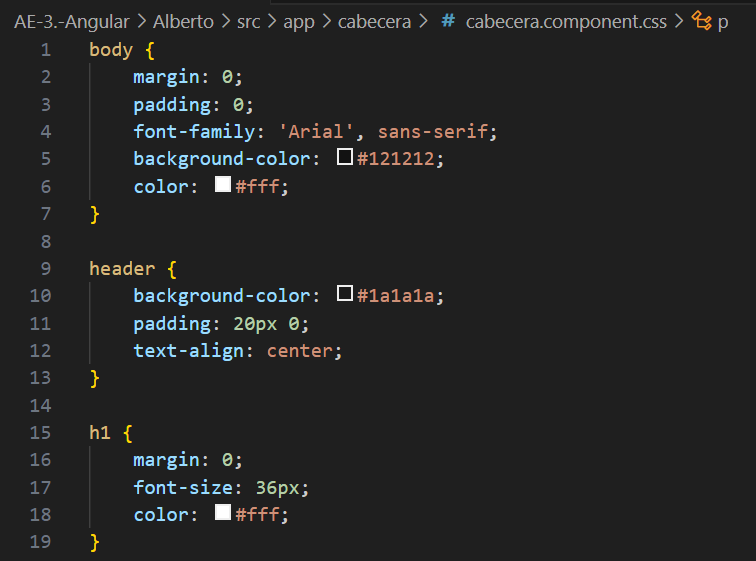 AE-3.-Angular > Alberto > src > app > cabecera > # cabecera.component.css > p
1 body {
2     margin: 0;
3     padding: 0;
4     font-family: 'Arial', sans-serif;
5     background-color: #121212;
6     color: #fff;
7 }
8
9 header {
10     background-color: #1a1a1a;
11     padding: 20px 0;
12     text-align: center;
13 }
14
15 h1 {
16     margin: 0;
17     font-size: 36px;
18     color: #fff;
19 }